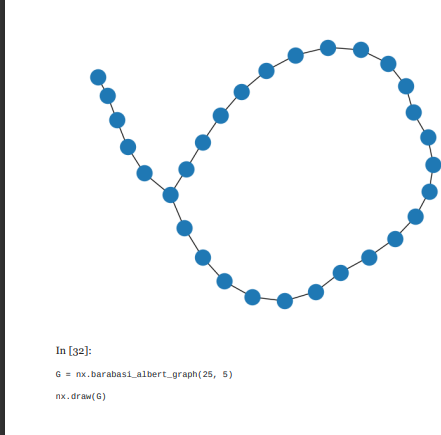 In [32]:
G = nx.barabasi_albert_graph(25, 5)
nx.draw(G)